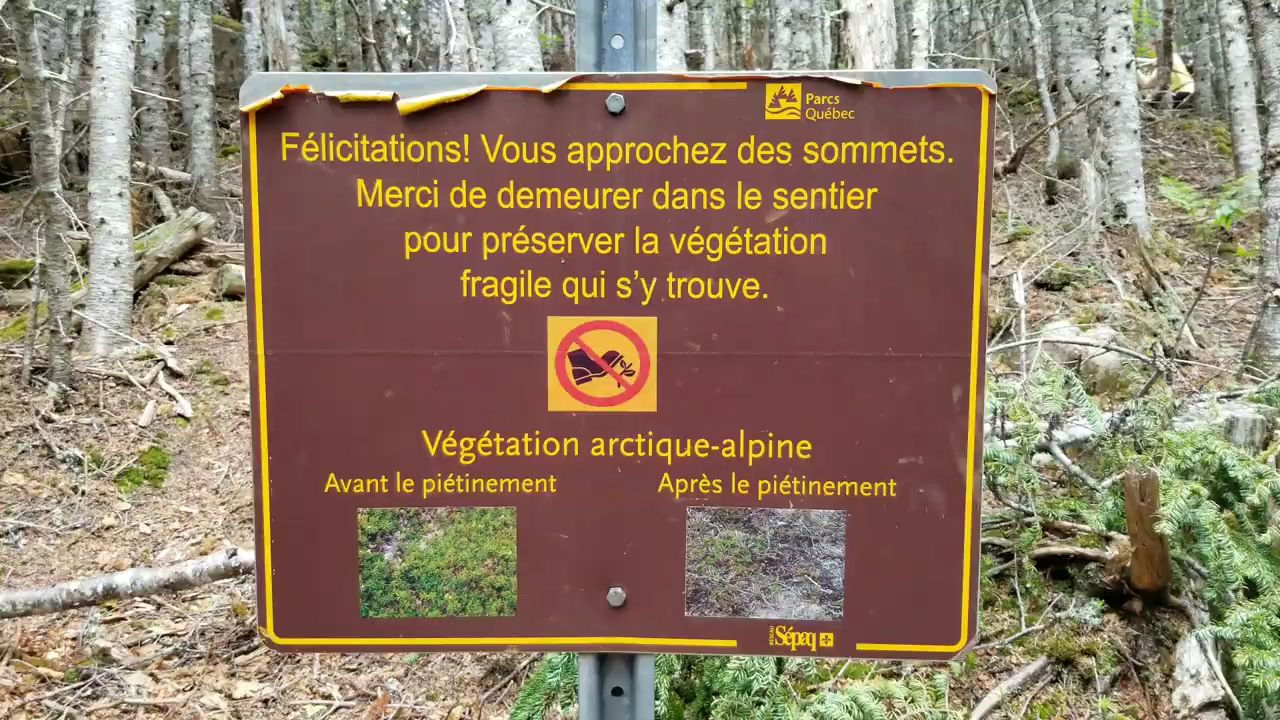 Parcs
Québec
Félicitations! Vous approchez des sommets.
Merci de demeurer dans le sentier
pour préserver la végétation
fragile qui s'y trouve.
Végétation arctique-alpine
Avant le piétinement
Après le piétinement
RÉSEAU Sépaq